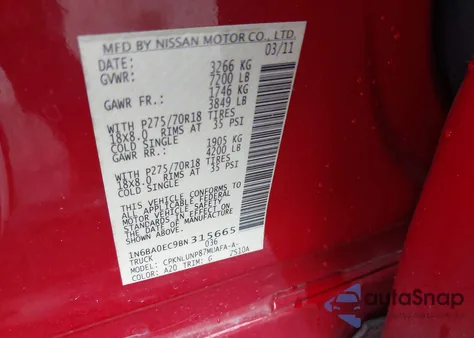 MFD BY NISSAN MOTOR CO., LTD.
DATE: 03/11
GVWR: 3266 KG
7200 LB
GAWR FR.: 1746 KG
3849 LB
WITH P275/70R18 TIRES
18X8.0 RIMS AT 35 PSI
COLD SINGLE
GAWR RR.: 1905 KG
4200 LB
WITH P275/70R18 TIRES
18X8.0 RIMS AT 35 PSI
COLD SINGLE
THIS VEHICLE CONFORMS TO
ALL APPLICABLE U.S. FEDERAL
MOTOR VEHICLE SAFETY
STANDARDS IN EFFECT ON THE
DATE OF MANUFACTURE
SHOWN ABOVE.
1N6BA0EC9BN315665
TRUCK 036
MODEL: CPKNLUNP87MUAFA-A-
COLOR: A20 TRIM: G 7S10A
autoSnap